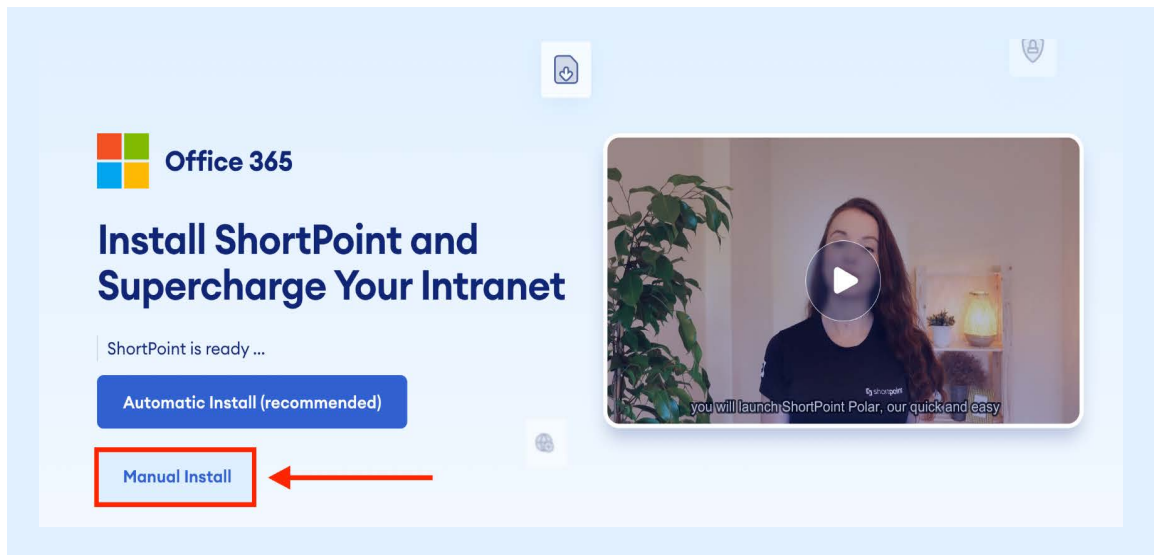 Office 365
Install ShortPoint and
Supercharge Your Intranet
ShortPoint is ready ...
Automatic Install (recommended)
Manual Install
shortpoint
you will launch ShortPoint Polar, our quick and easy